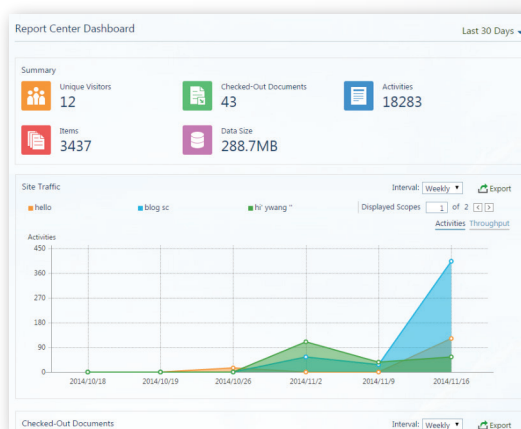 Report Center Dashboard
Last 30 Days
Summary
Unique Visitors
12
Checked-Out Documents
43
Activities
18283
Items
3437
Data Size
288.7MB
Site Traffic
Interval: Weekly Export
hello blog sc hi' ywang " Displayed Scopes 1 of 2
Activities Throughput
Activities
450
360
270
180
90
0
2014/10/18 2014/10/19 2014/10/26 2014/11/2 2014/11/9 2014/11/16
Checked-Out Documents Interval: Weekly Export